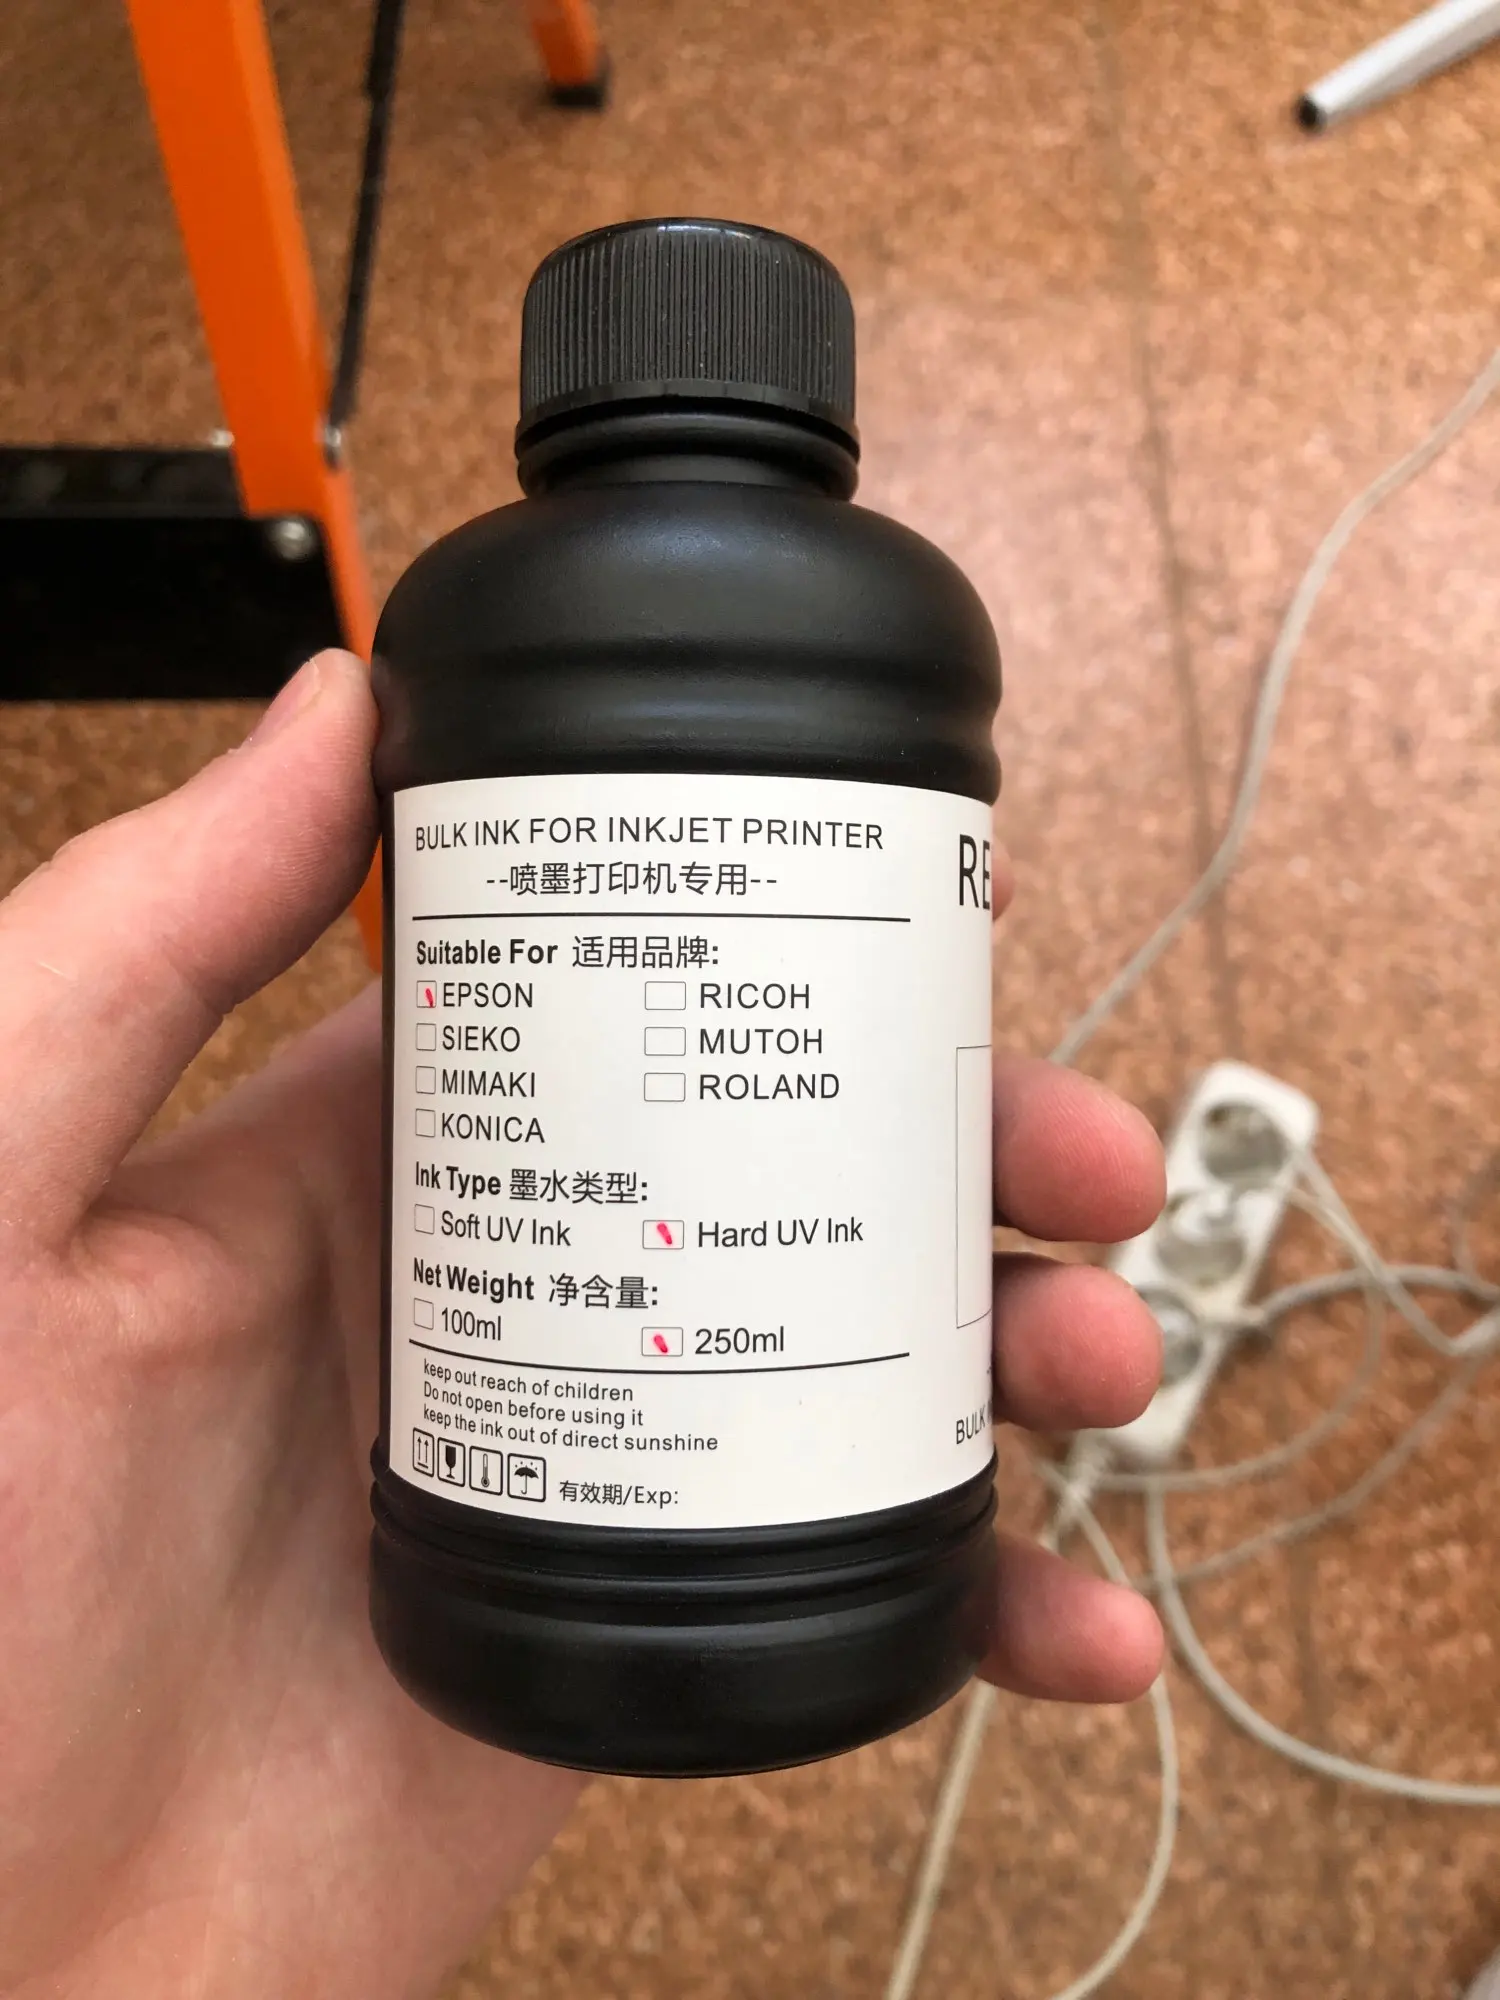 BULK INK FOR INKJET PRINTER
--喷墨打印机专用--
Suitable For 适用品牌:
EPSON
RICOH
SIEKO
MUTOH
MIMAKI
ROLAND
KONICA
Ink Type 墨水类型:
Soft UV Ink
Hard UV Ink
Net Weight 净含量:
100ml
250ml
keep out reach of children
Do not open before using it
keep the ink out of direct sunshine
有效期/Exp:
RE
BULK